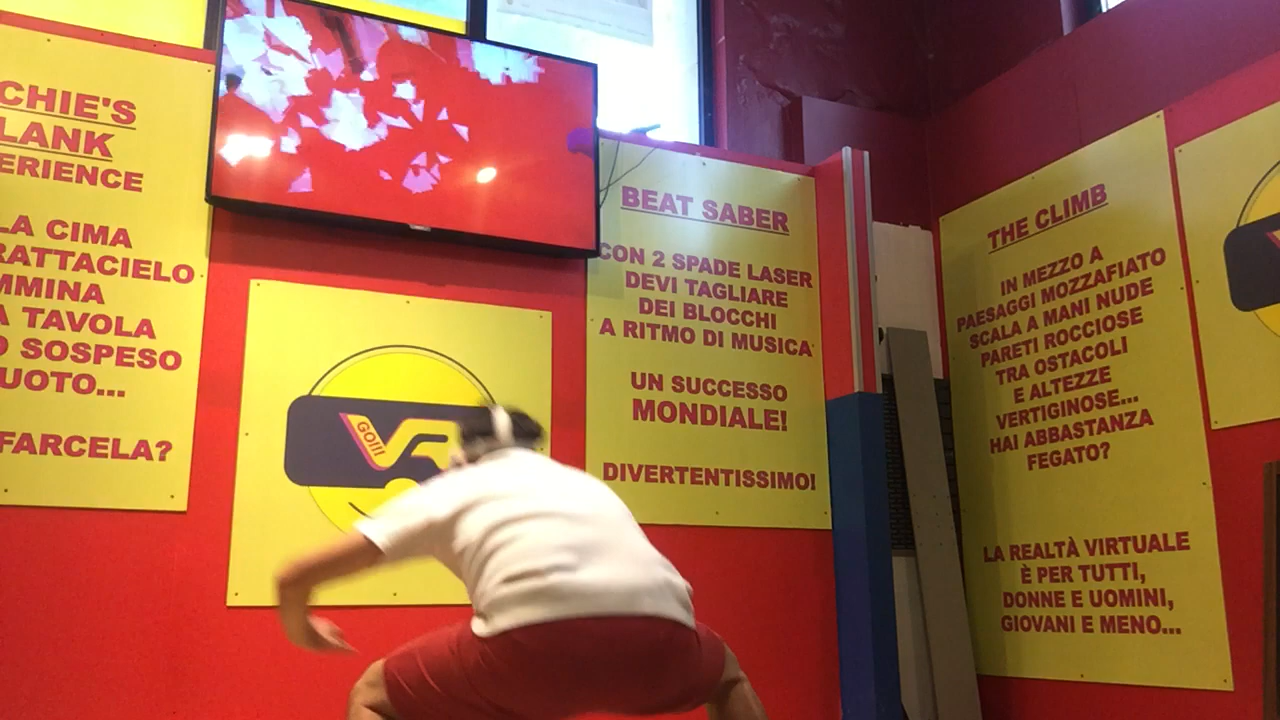 CHIE'S
LANK
ERIENCE
LA CIMA
RATTACIELO
MMINA
A TAVOLA
O SOSPESO
UOTO...
FARCELA?
GO!!!
BEAT SABER
CON 2 SPADE LASER
DEVI TAGLIARE
DEI BLOCCHI
A RITMO DI MUSICA
UN SUCCESSO
MONDIALE!
DIVERTENTISSIMO!
THE CLIMB
IN MEZZO A
PAESAGGI MOZZAFIATO
SCALA A MANI NUDE
PARETI ROCCIOSE
TRA OSTACOLI
E ALTEZZE
VERTIGINOSE...
HAI ABBASTANZA
FEGATO?
LA REALTÀ VIRTUALE
È PER TUTTI,
DONNE E UOMINI,
GIOVANI E MENO...